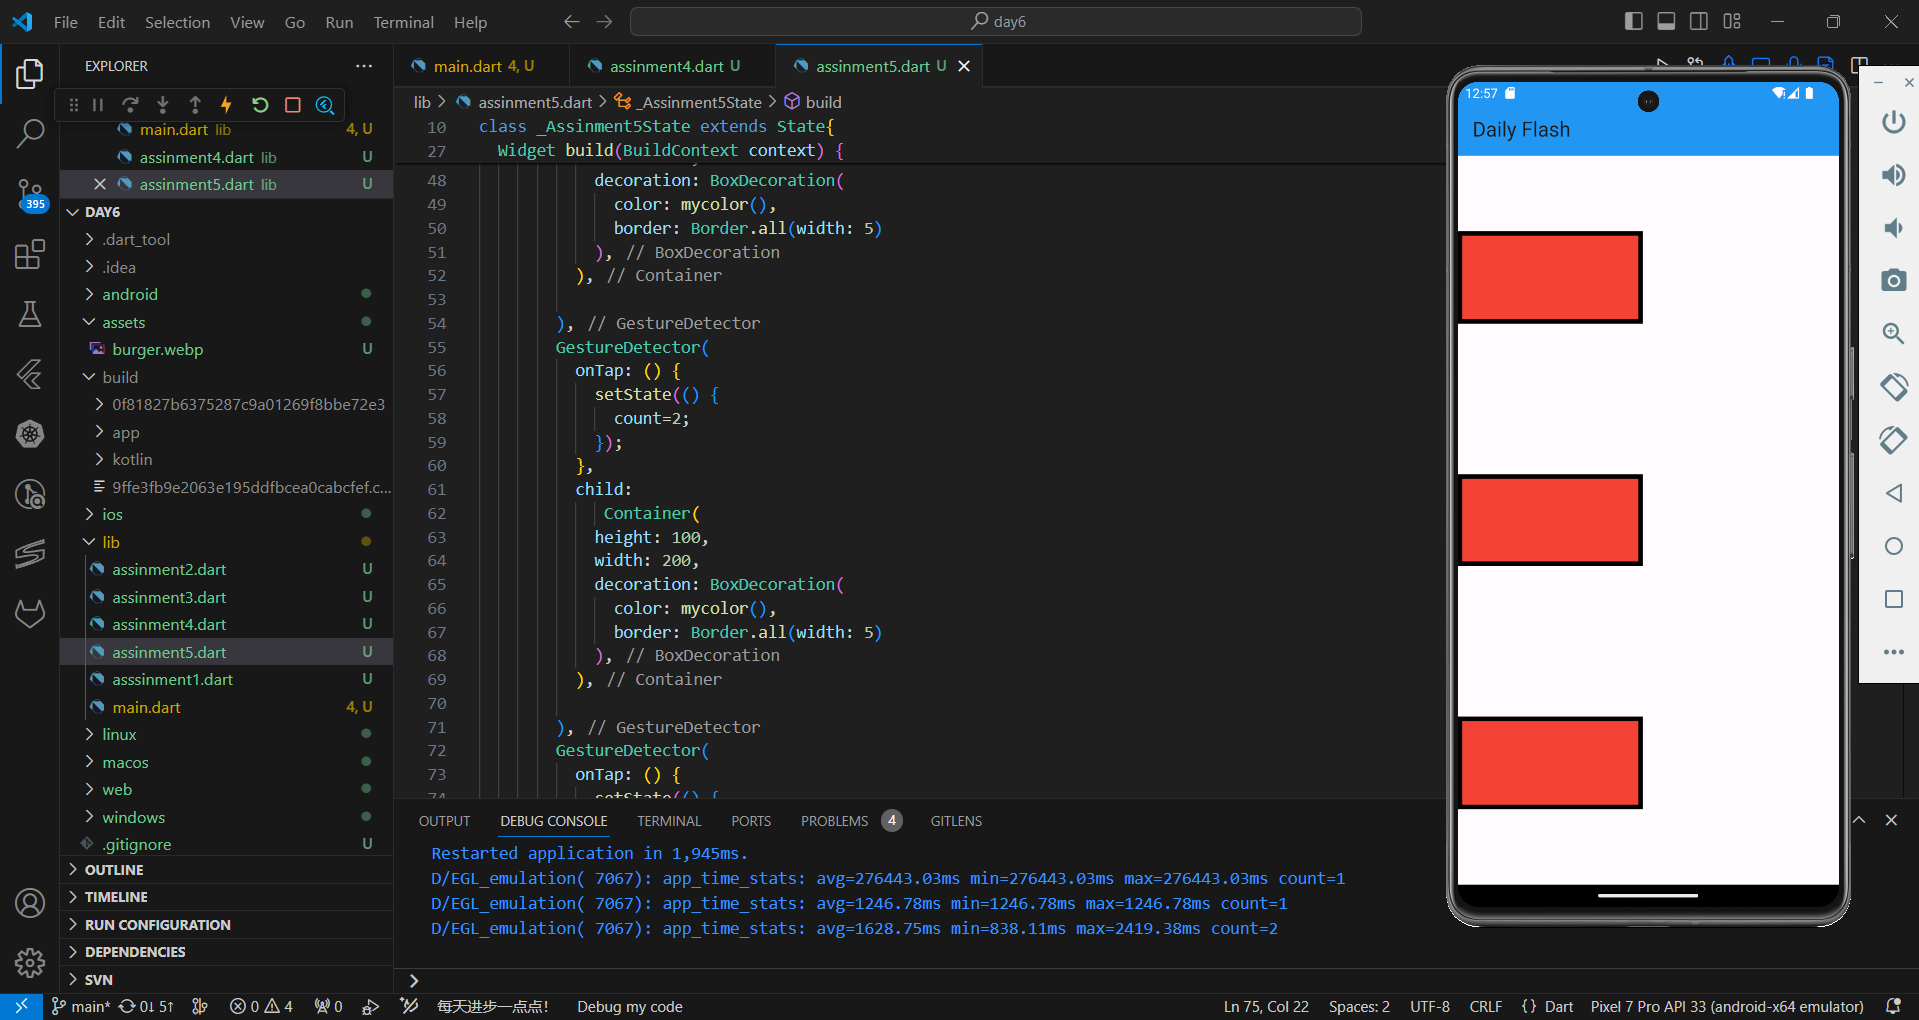 File Edit Selection View Go Run Terminal Help
day6
EXPLORER
main.dart lib 4, U
assinment4.dart lib U
assinment5.dart lib U
DAY6
.dart_tool
.idea
android
assets
burger.webp U
build
0f81827b6375287c9a01269f8bbe72e3
app
kotlin
9ffe3fb9e2063e195ddfbcea0cabcfef.c...
ios
lib
assinment2.dart U
assinment3.dart U
assinment4.dart U
assinment5.dart U
asssinment1.dart U
main.dart 4, U
linux
macos
web
windows
.gitignore U
OUTLINE
TIMELINE
RUN CONFIGURATION
DEPENDENCIES
SVN
395
main.dart 4, U
assinment4.dart U
assinment5.dart U
lib > assinment5.dart > _Assinment5State > build
10 class _Assinment5State extends State{
27 Widget build(BuildContext context) {
48 decoration: BoxDecoration(
49 color: mycolor(),
50 border: Border.all(width: 5)
51 ), // BoxDecoration
52 ), // Container
53
54 ), // GestureDetector
55 GestureDetector(
56 onTap: () {
57 setState(() {
58 count=2;
59 });
60 },
61 child:
62 Container(
63 height: 100,
64 width: 200,
65 decoration: BoxDecoration(
66 color: mycolor(),
67 border: Border.all(width: 5)
68 ), // BoxDecoration
69 ), // Container
70
71 ), // GestureDetector
72 GestureDetector(
73 onTap: () {
74 setState(() {
OUTPUT DEBUG CONSOLE TERMINAL PORTS PROBLEMS 4 GITLENS
Restarted application in 1,945ms.
D/EGL_emulation( 7067): app_time_stats: avg=276443.03ms min=276443.03ms max=276443.03ms count=1
D/EGL_emulation( 7067): app_time_stats: avg=1246.78ms min=1246.78ms max=1246.78ms count=1
D/EGL_emulation( 7067): app_time_stats: avg=1628.75ms min=838.11ms max=2419.38ms count=2
12:57
Daily Flash
main* 0↓ 5↑ 0 4 0 每天进步一点点! Debug my code
Ln 75, Col 22 Spaces: 2 UTF-8 CRLF {} Dart Pixel 7 Pro API 33 (android-x64 emulator)